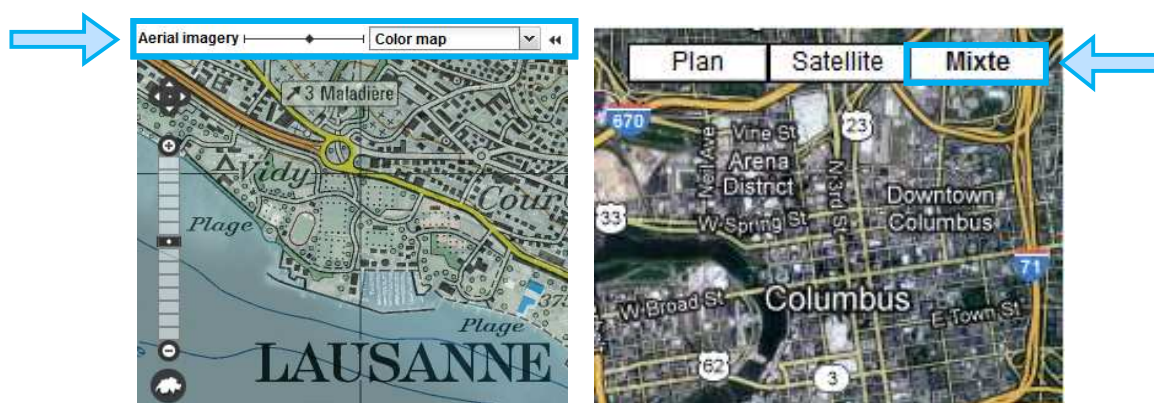 Aerial imagery Color map
3 Maladière
Vidy
Cour
Plage
Plage
LAUSANNE
Plan Satellite Mixte
670
Vine St
23
Neil Ave
Arena
District
N 3rd St
Downtown
Columbus
33
W Spring St
71
W Broad St
Columbus
E Town St
62
3